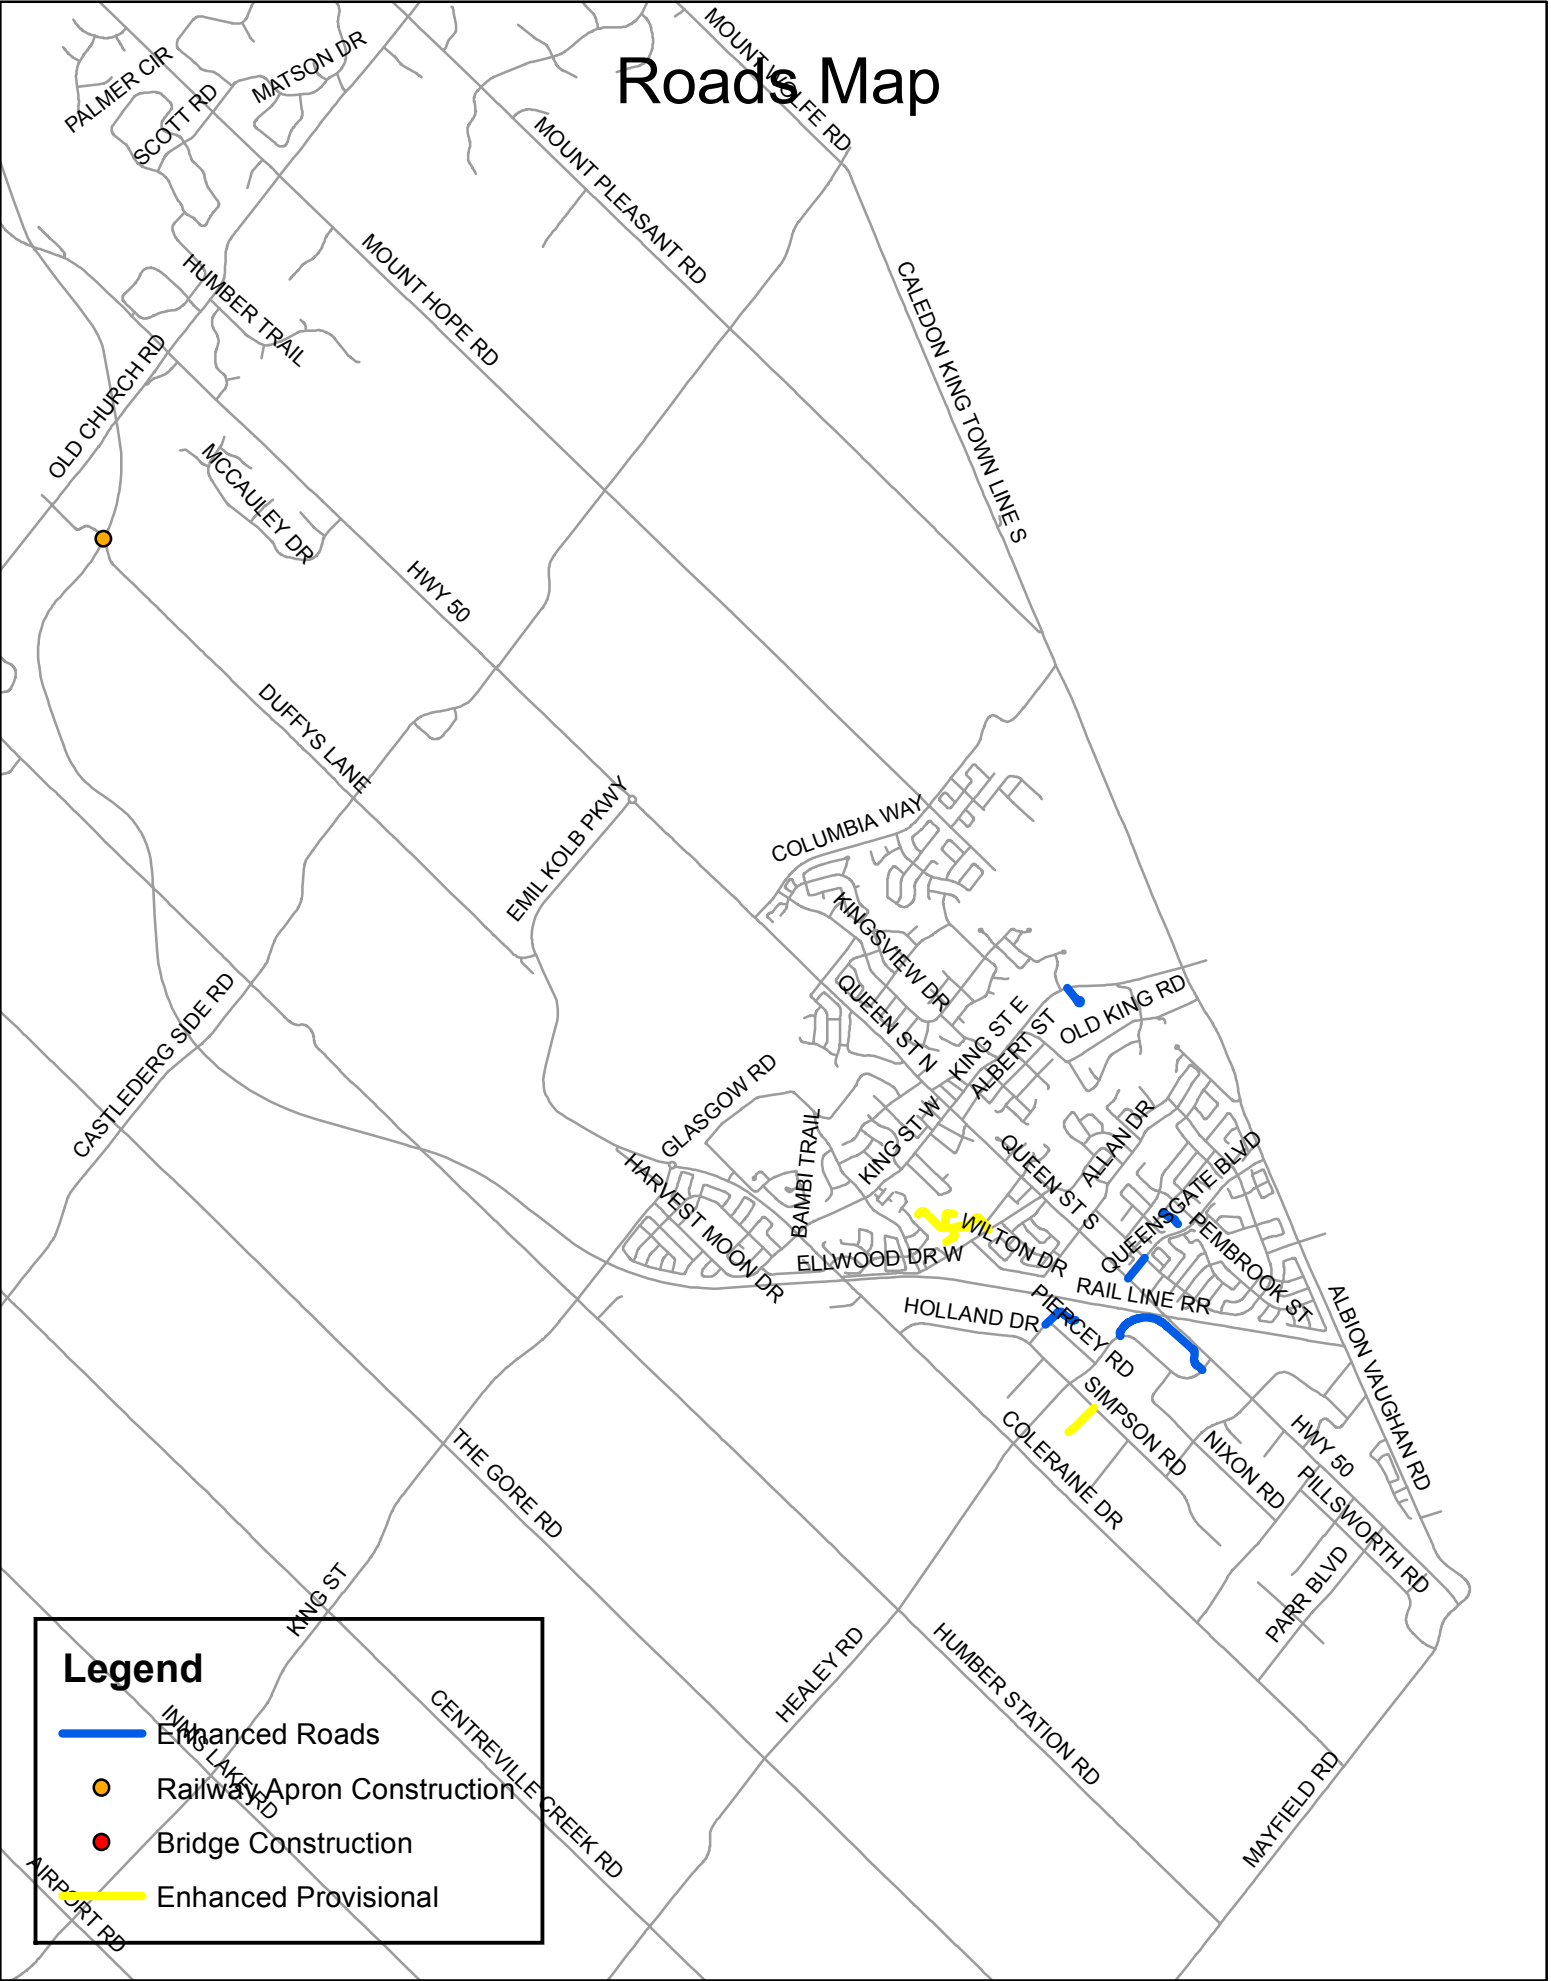 Roads Map
MOUNT WOLFE RD
PALMER CIR
SCOTT RD
MATSON DR
MOUNT PLEASANT RD
MOUNT HOPE RD
HUMBER TRAIL
CALEDON KING TOWN LINE S
OLD CHURCH RD
MCCAULEY DR
HWY 50
DUFFYS LANE
EMIL KOLB PKWY
COLUMBIA WAY
KINGSVIEW DR
QUEEN ST N
KING ST E
ALBERT ST
OLD KING RD
CASTLEDERG SIDE RD
GLASGOW RD
BAMBI TRAIL
KING ST W
QUEEN ST S
ALLAN DR
QUEENSGATE BLVD
HARVEST MOON DR
ELLWOOD DR W
WILTON DR
PEMBROOK ST
RAIL LINE RR
HOLLAND DR
PIERCEY RD
ALBION VAUGHAN RD
SIMPSON RD
COLERAINE DR
NIXON RD
HWY 50
PILLSWORTH RD
PARR BLVD
THE GORE RD
KING ST
HEALEY RD
HUMBER STATION RD
CENTREVILLE CREEK RD
MAYFIELD RD
INNIS LAKE RD
AIRPORT RD
Legend
Enhanced Roads
Railway Apron Construction
Bridge Construction
Enhanced Provisional